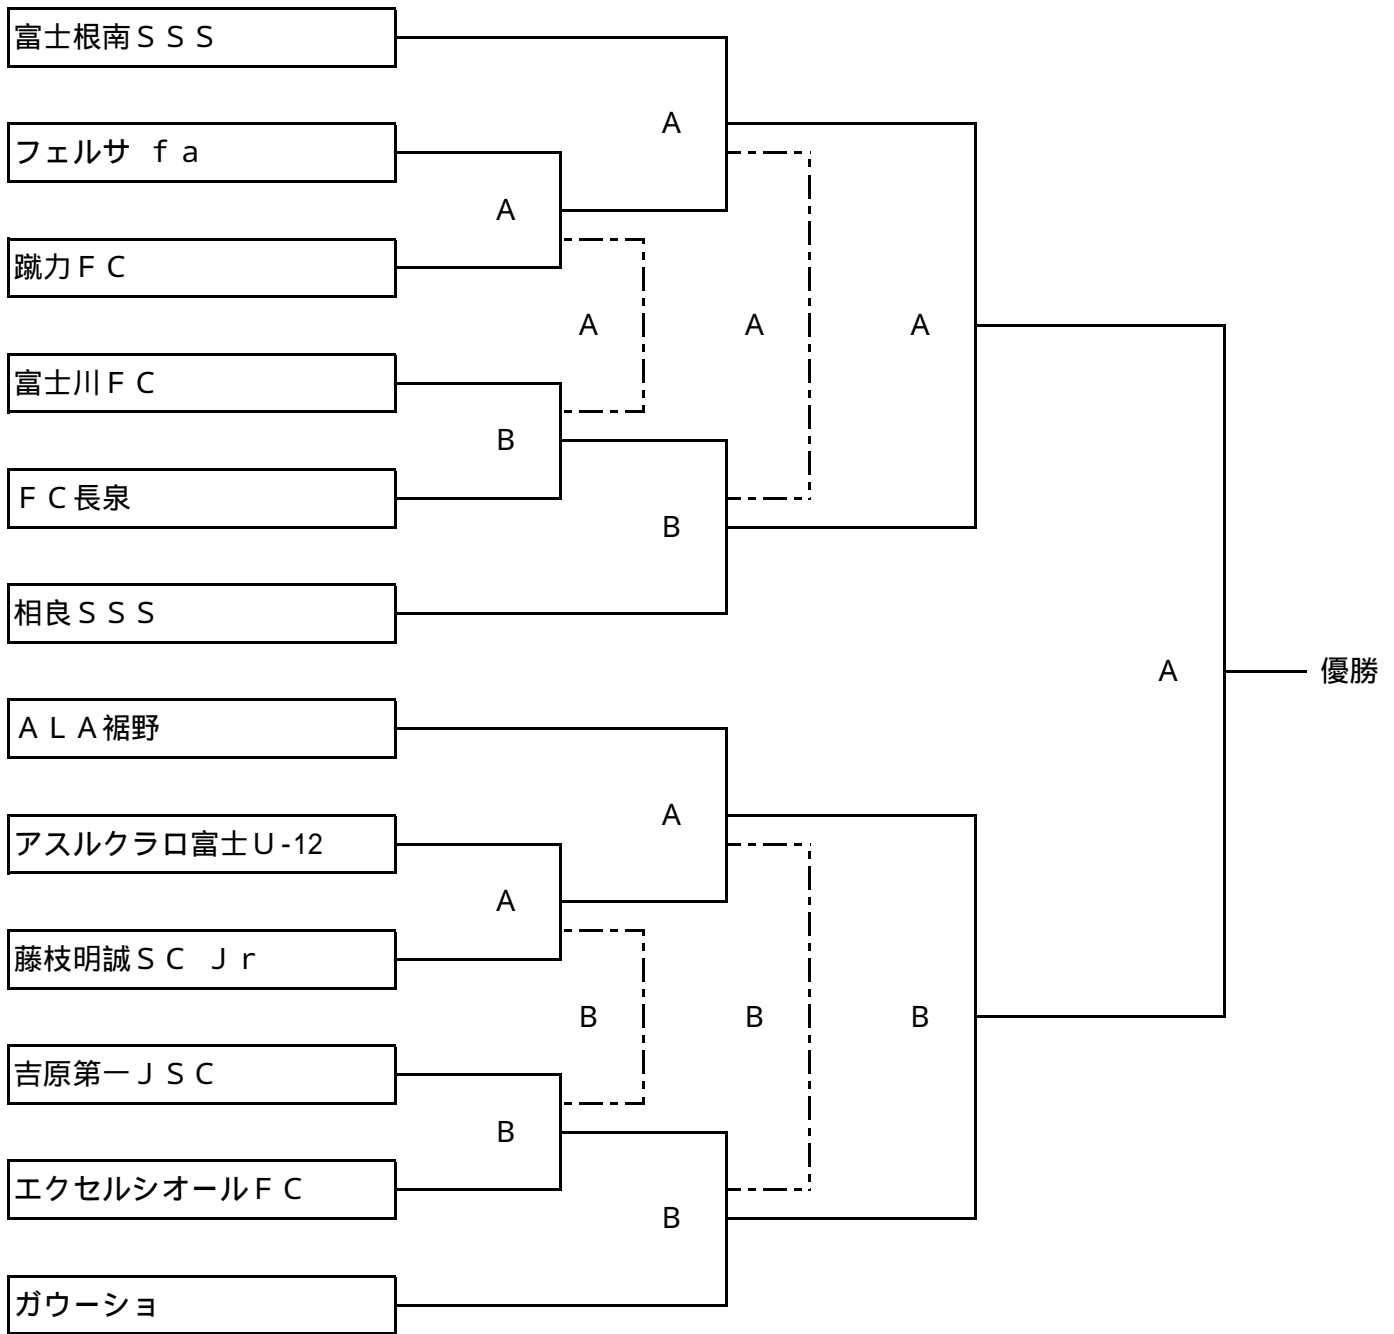 富士根南ＳＳＳ
A
フェルサ ｆａ
A
蹴力ＦＣ
A A A
富士川ＦＣ
B
ＦＣ長泉
B
相良ＳＳＳ
A 優勝
ＡＬＡ裾野
A
アスルクラロ富士Ｕ-12
A
藤枝明誠ＳＣ Ｊｒ
B B B
吉原第一ＪＳＣ
B
エクセルシオールＦＣ
B
ガウーショ